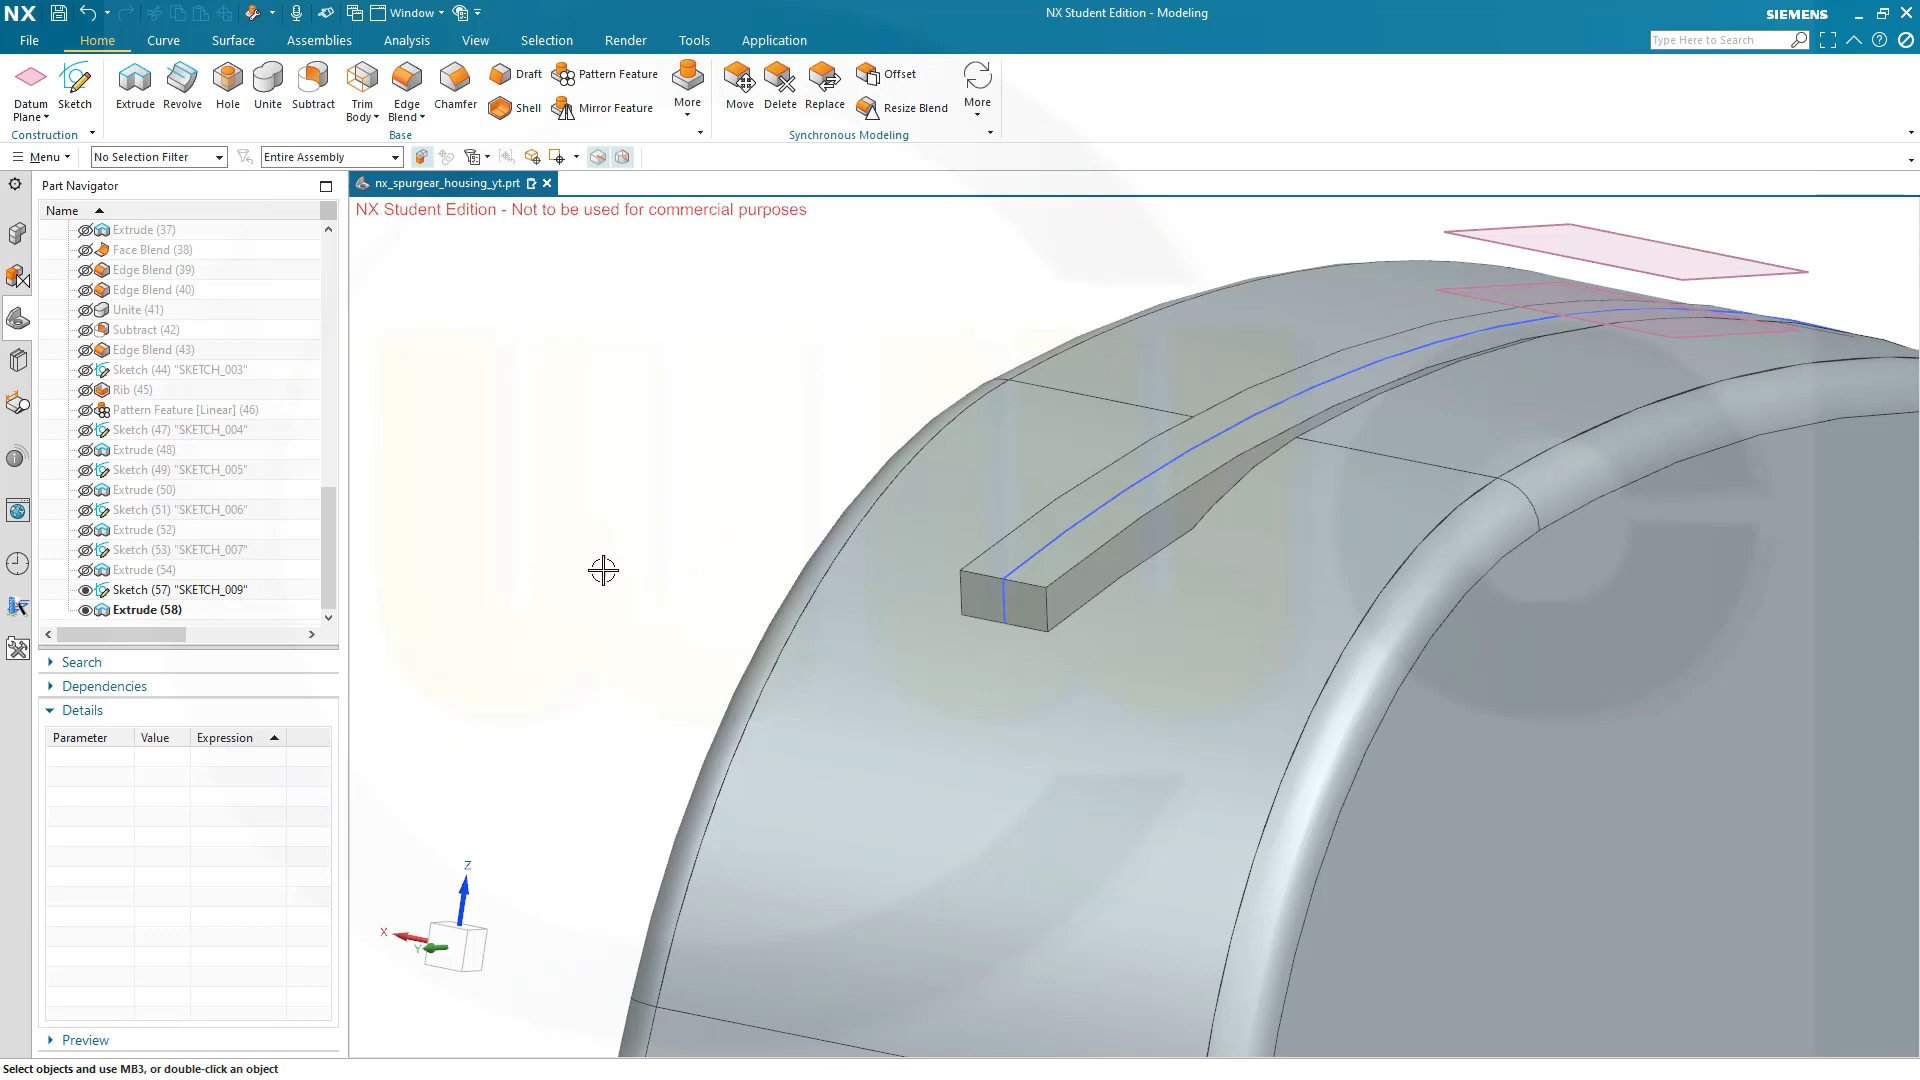 NX
Window
NX Student Edition - Modeling
SIEMENS
File Home Curve Surface Assemblies Analysis View Selection Render Tools Application
Type Here to Search
Datum Plane
Sketch
Construction
Extrude
Revolve
Hole
Unite
Subtract
Trim Body
Edge Blend
Chamfer
Draft
Shell
Pattern Feature
Mirror Feature
More
Base
Move
Delete
Replace
Offset
Resize Blend
More
Synchronous Modeling
Menu
No Selection Filter
Entire Assembly
Part Navigator
nx_spurgear_housing_yt.prt
NX Student Edition - Not to be used for commercial purposes
Name
Extrude (37)
Face Blend (38)
Edge Blend (39)
Edge Blend (40)
Unite (41)
Subtract (42)
Edge Blend (43)
Sketch (44) "SKETCH_003"
Rib (45)
Pattern Feature [Linear] (46)
Sketch (47) "SKETCH_004"
Extrude (48)
Sketch (49) "SKETCH_005"
Extrude (50)
Sketch (51) "SKETCH_006"
Extrude (52)
Sketch (53) "SKETCH_007"
Extrude (54)
Sketch (57) "SKETCH_009"
Extrude (58)
Search
Dependencies
Details
Parameter Value Expression
Preview
Z
X
Y
Select objects and use MB3, or double-click an object